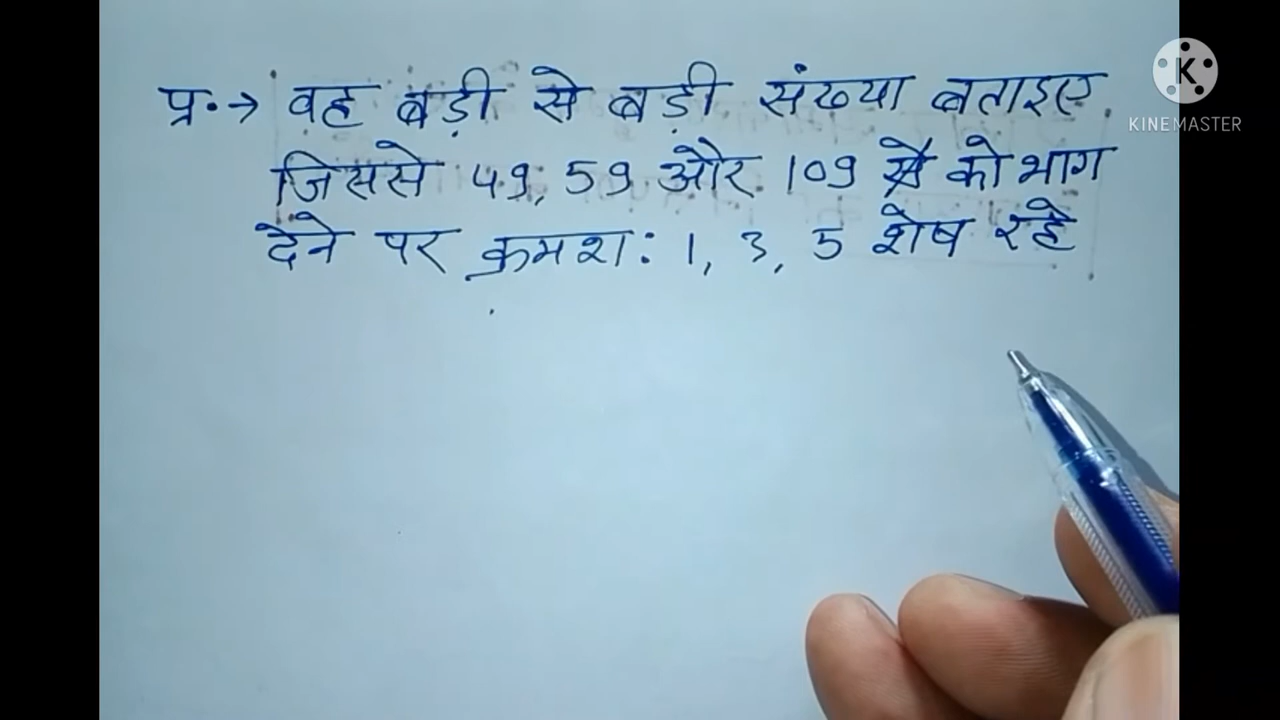 प्र.→ वह बड़ी से बड़ी संख्या बताइए
जिससे 49, 59 और 109 को भाग
देने पर क्रमश: 1, 3, 5 शेष रहे
KINEMASTER